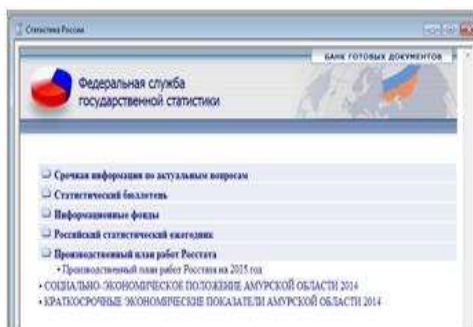 Статистика России
БАНК ГОТОВЫХ ДОКУМЕНТОВ
Федеральная служба
государственной статистики
Срочная информация по актуальным вопросам
Статистический бюллетень
Информационные фонды
Российский статистический ежегодник
Производственный план работ Росстата
• Производственный план работ Росстата на 2015 год
• СОЦИАЛЬНО-ЭКОНОМИЧЕСКОЕ ПОЛОЖЕНИЕ АМУРСКОЙ ОБЛАСТИ 2014
• КРАТКОСРОЧНЫЕ ЭКОНОМИЧЕСКИЕ ПОКАЗАТЕЛИ АМУРСКОЙ ОБЛАСТИ 2014